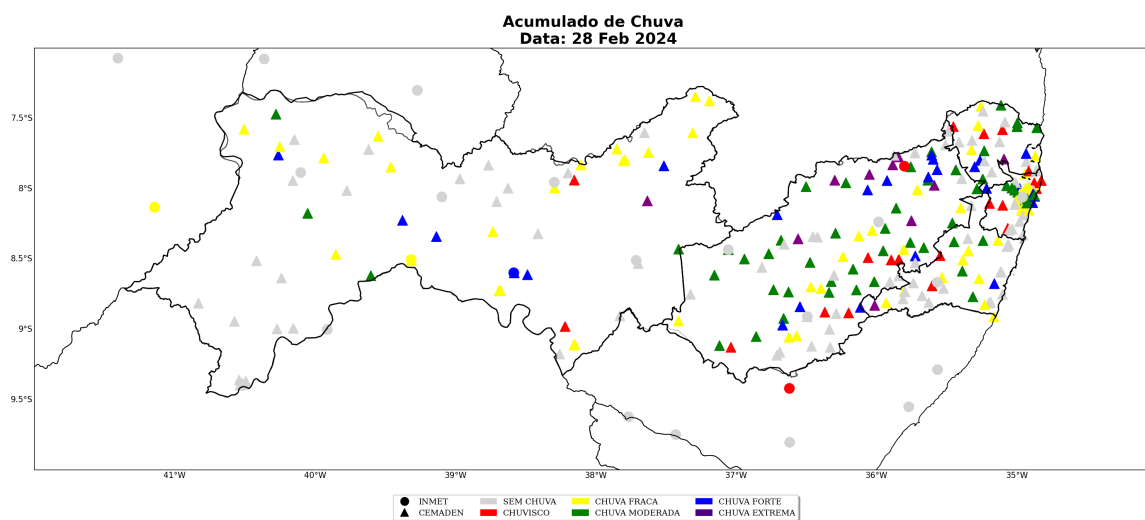 Acumulado de Chuva
Data: 28 Feb 2024
7.5°S
8°S
8.5°S
9°S
9.5°S
41°W
40°W
39°W
38°W
37°W
36°W
35°W
INMET
CEMADEN
SEM CHUVA
CHUVISCO
CHUVA FRACA
CHUVA MODERADA
CHUVA FORTE
CHUVA EXTREMA